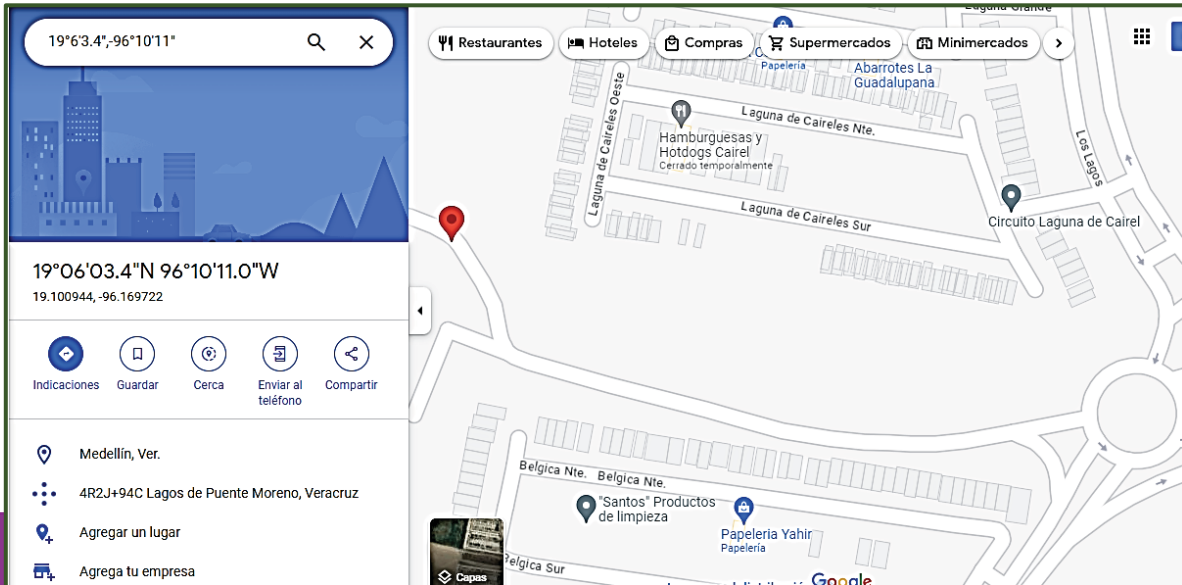 19°6'3.4",-96°10'11"
19°06'03.4"N 96°10'11.0"W
19.100944, -96.169722
Indicaciones
Guardar
Cerca
Enviar al
teléfono
Compartir
Medellín, Ver.
4R2J+94C Lagos de Puente Moreno, Veracruz
Agregar un lugar
Agrega tu empresa
Restaurantes
Hoteles
Compras
Supermercados
Minimercados
Laguna Grande
Papelería
Abarrotes La
Guadalupana
Laguna de Caireles Oeste
Laguna de Caireles Nte.
Hamburguesas y
Hotdogs Cairel
Cerrado temporalmente
Los Lagos
Laguna de Caireles Sur
Circuito Laguna de Cairel
Belgica Nte.
Belgica Nte.
"Santos" Productos
de limpieza
Papeleria Yahir
Papelería
Belgica Sur
Capas
Google